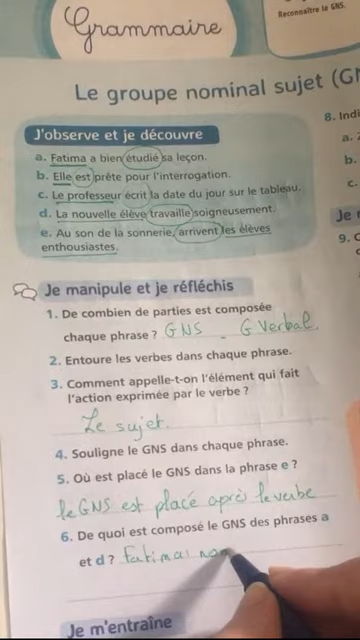 Grammaire
Reconnaître le GNS.
Le groupe nominal sujet (GN
J'observe et je découvre
a. Fatima a bien étudié sa leçon.
b. Elle est prête pour l'interrogation.
c. Le professeur écrit la date du jour sur le tableau.
d. La nouvelle élève travaille soigneusement.
e. Au son de la sonnerie, arrivent les élèves
enthousiastes.
Je manipule et je réfléchis
1. De combien de parties est composée
chaque phrase ? GNS _ G Verbal.
2. Entoure les verbes dans chaque phrase.
3. Comment appelle-t-on l'élément qui fait
l'action exprimée par le verbe ?
Le sujet.
4. Souligne le GNS dans chaque phrase.
5. Où est placé le GNS dans la phrase e ?
le GNS est placé après le verbe
6. De quoi est composé le GNS des phrases a
et d ? Fatima
Je m'entraîne
8. Indi
a.
b.
c.
Je
9.